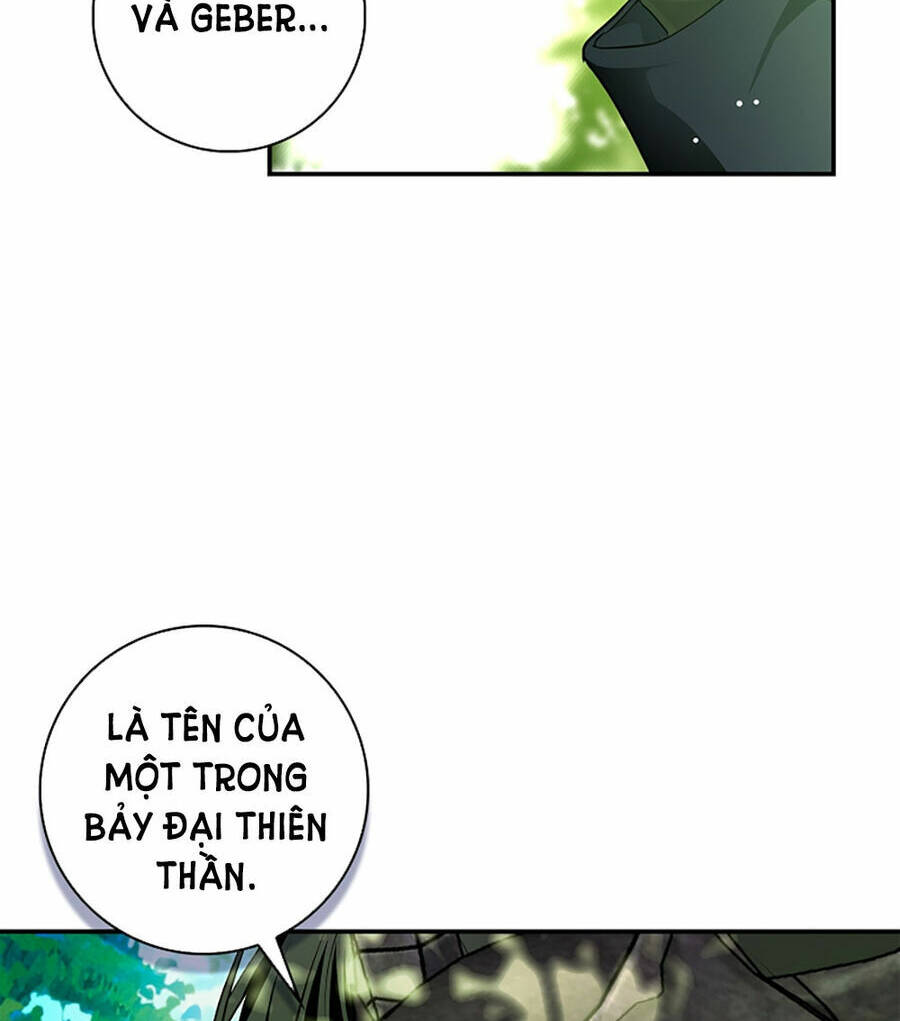 VÀ GEBER...
LÀ TÊN CỦA
MỘT TRONG
BẢY ĐẠI THIÊN
THẦN.